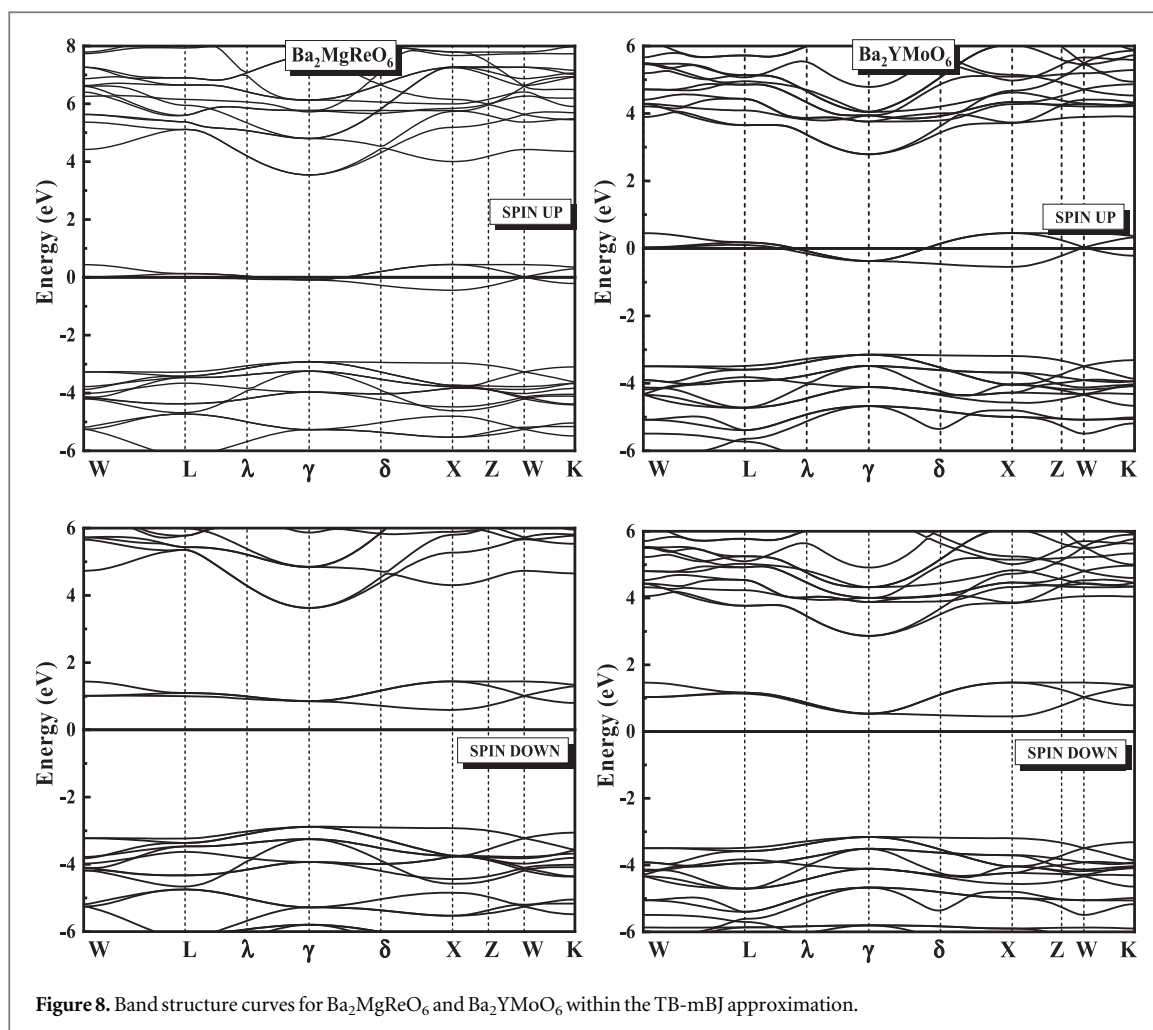 Ba₂MgReO₆
Energy (eV)
8
6
4
2
0
-2
-4
-6
SPIN UP
W L λ γ δ X Z W K
Ba₂YMoO₆
Energy (eV)
6
4
2
0
-2
-4
-6
SPIN UP
W L λ γ δ X Z W K
Energy (eV)
6
4
2
0
-2
-4
-6
SPIN DOWN
W L λ γ δ X Z W K
Energy (eV)
6
4
2
0
-2
-4
-6
SPIN DOWN
W L λ γ δ X Z W K
Figure 8. Band structure curves for Ba₂MgReO₆ and Ba₂YMoO₆ within the TB-mBJ approximation.